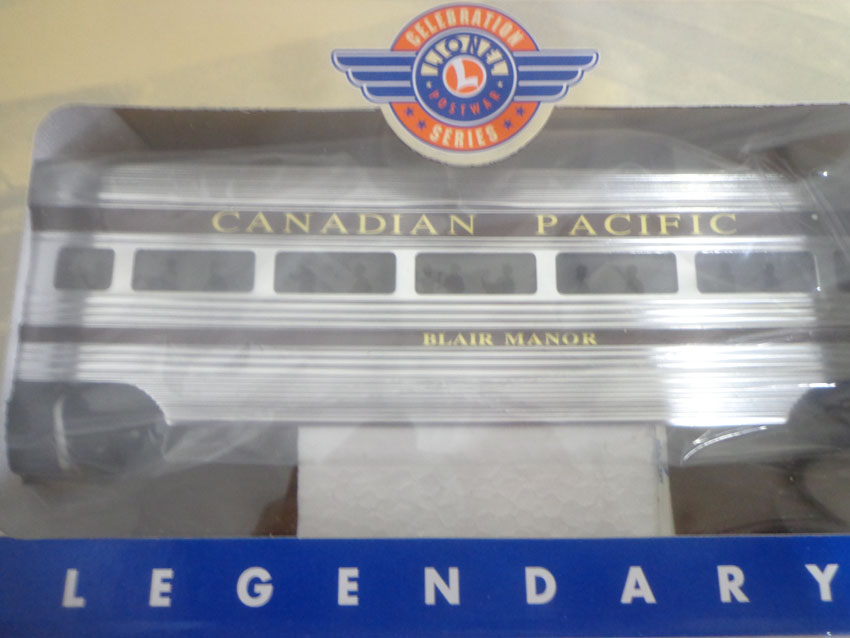 CELEBRATION
LIONEL
L
POSTWAR
SERIES
CANADIAN PACIFIC
BLAIR MANOR
LEGENDARY